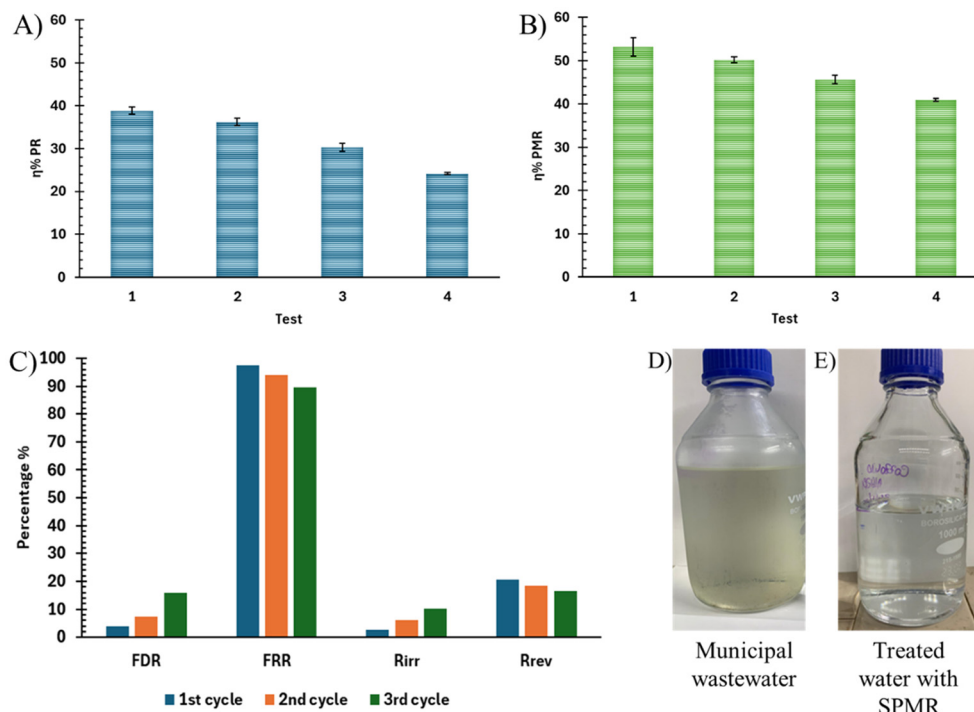 A)
60
50
40
30
20
10
0
η% PR
1 2 3 4
Test
B)
60
50
40
30
20
10
0
η% PMR
1 2 3 4
Test
C)
100
90
80
70
60
50
40
30
20
10
0
Percentage %
FDR FRR Rirr Rrev
1st cycle 2nd cycle 3rd cycle
D)
Municipal
wastewater
E)
1000 ml
Treated
water with
SPMR